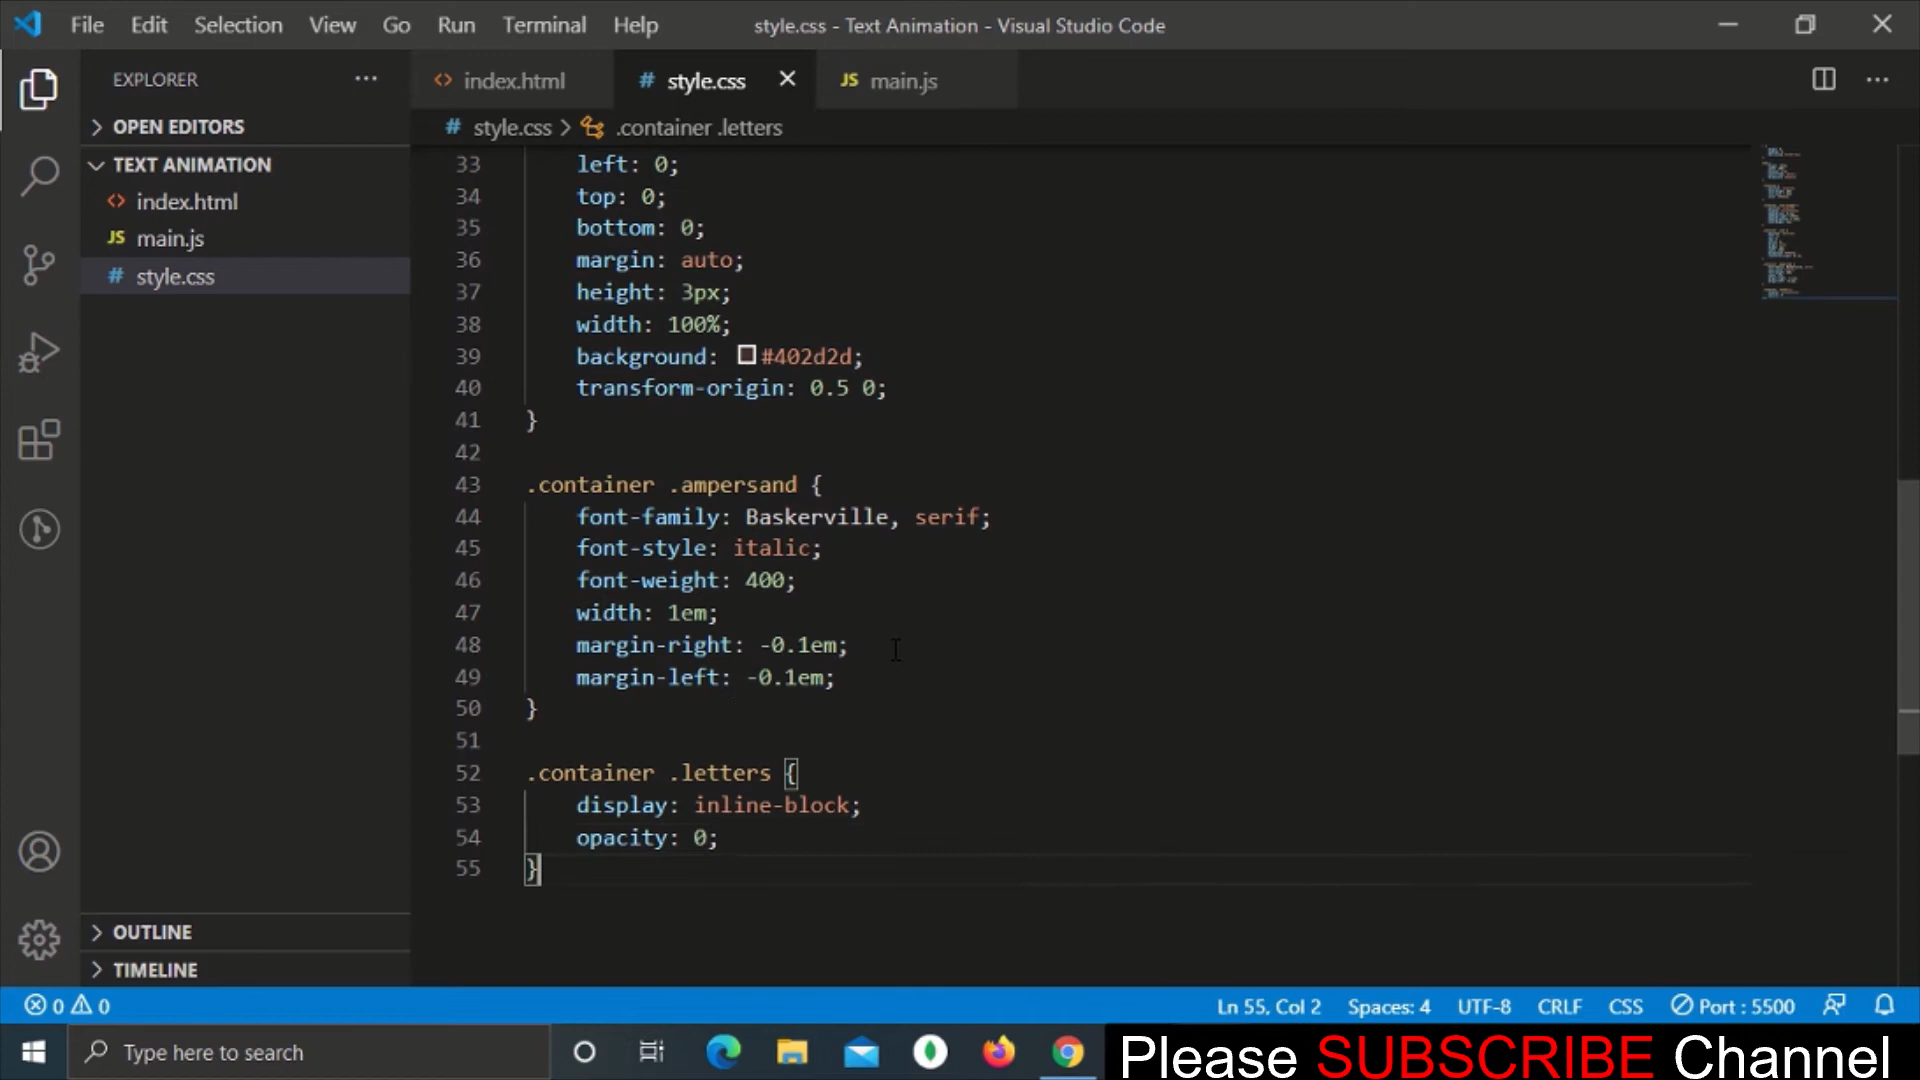 File Edit Selection View Go Run Terminal Help style.css - Text Animation - Visual Studio Code
EXPLORER
index.html
style.css
JS main.js
# style.css > .container .letters
OPEN EDITORS
TEXT ANIMATION
index.html
JS main.js
# style.css
33 left: 0;
34 top: 0;
35 bottom: 0;
36 margin: auto;
37 height: 3px;
38 width: 100%;
39 background: #402d2d;
40 transform-origin: 0.5 0;
41 }
42
43 .container .ampersand {
44 font-family: Baskerville, serif;
45 font-style: italic;
46 font-weight: 400;
47 width: 1em;
48 margin-right: -0.1em;
49 margin-left: -0.1em;
50 }
51
52 .container .letters {
53 display: inline-block;
54 opacity: 0;
55 }
OUTLINE
TIMELINE
0 0 Ln 55, Col 2 Spaces: 4 UTF-8 CRLF CSS Port : 5500
Type here to search
Please SUBSCRIBE Channel